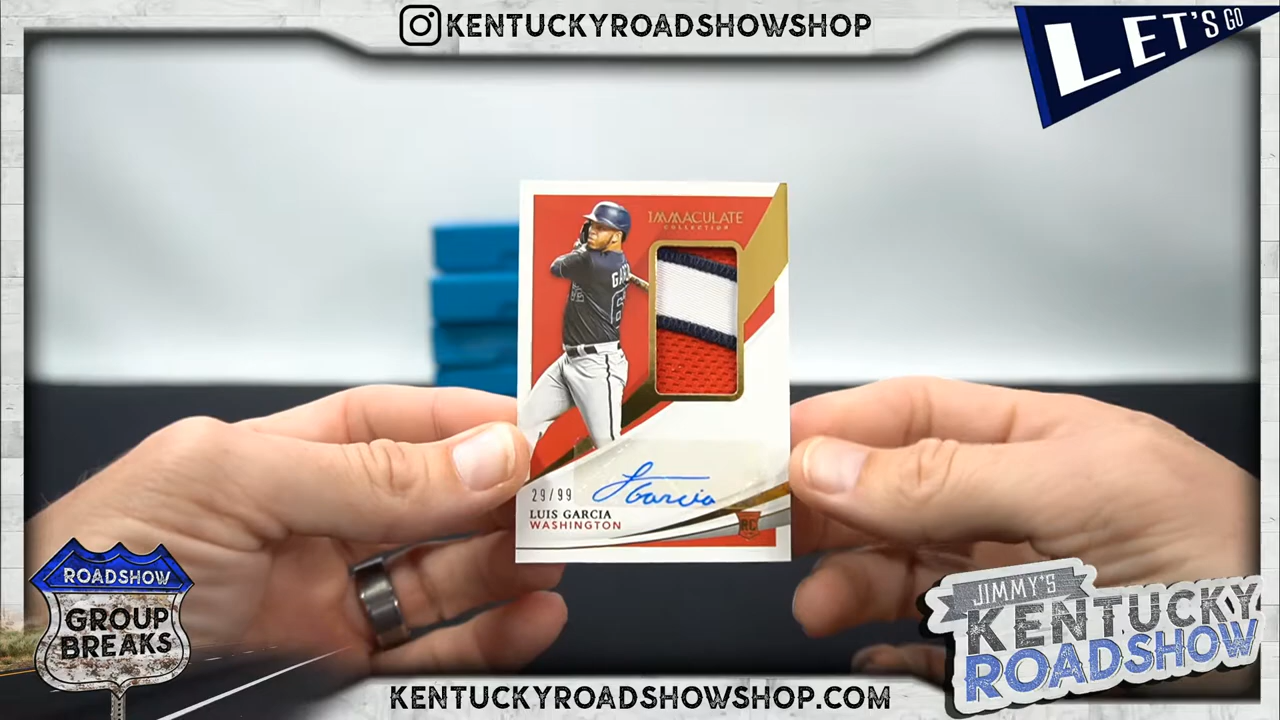 KENTUCKYROADSHOWSHOP
LET'S GO
IMMACULATE
COLLECTION
29/99
LGarcia
LUIS GARCIA
WASHINGTON
RC
ROADSHOW
GROUP
BREAKS
JIMMY'S
KENTUCKY
ROADSHOW
KENTUCKYROADSHOWSHOP.COM